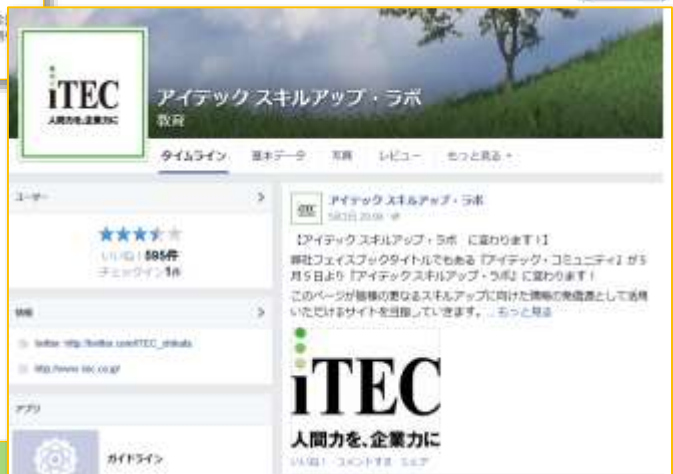 iTEC
人間力を、企業力に
アイテック スキルアップ・ラボ
教育
タイムライン 基本データ 写真 レビュー もっと見る
ユーザー
いいね！595件
チェックイン1件
情報
http://www.itec.co.jp/
アプリ
ガイドライン
アイテック スキルアップ・ラボ
【アイテック スキルアップ・ラボ に変わります！】
弊社フェイスブックタイトルでもある『アイテック・コミュニティ』が5
月5日より『アイテックスキルアップ・ラボ』に変わります！
このページが皆様の更なるスキルアップに向けた情報の発信源として活用
いただけるサイトを目指していきます。...もっと見る
iTEC
人間力を、企業力に
いいね！ コメントする シェア